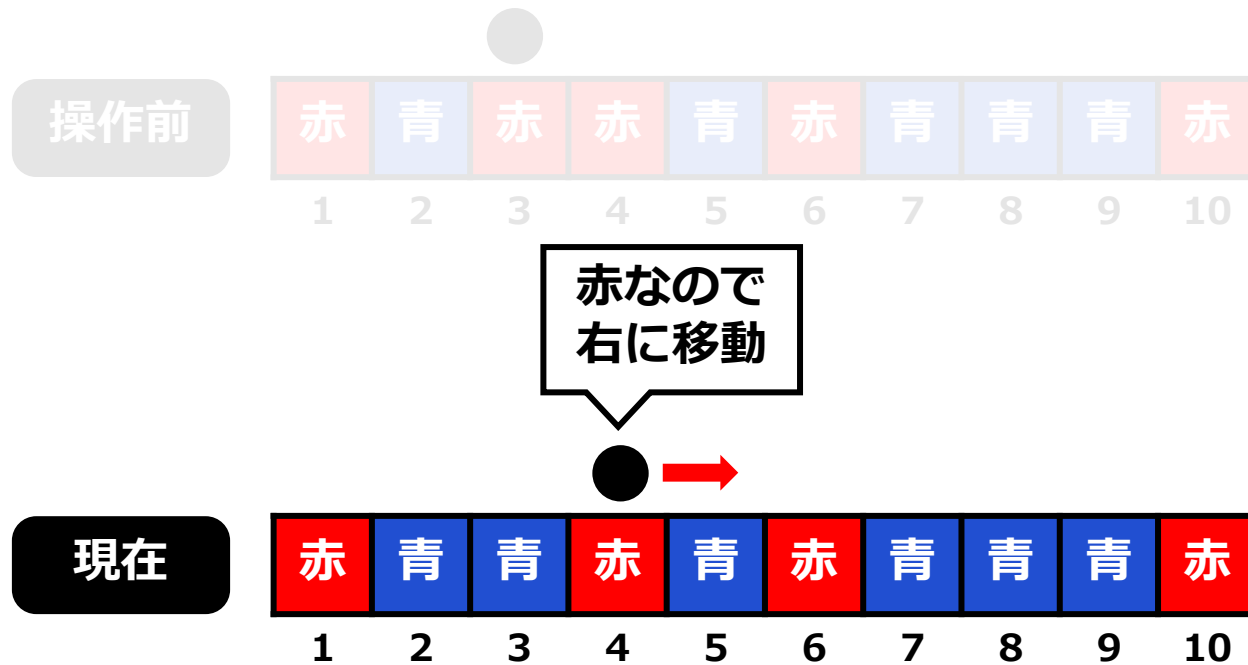 操作前
赤 青 赤 赤 青 赤 青 青 青 赤
1 2 3 4 5 6 7 8 9 10
赤なので
右に移動
現在
赤 青 青 赤 青 赤 青 青 青 赤
1 2 3 4 5 6 7 8 9 10